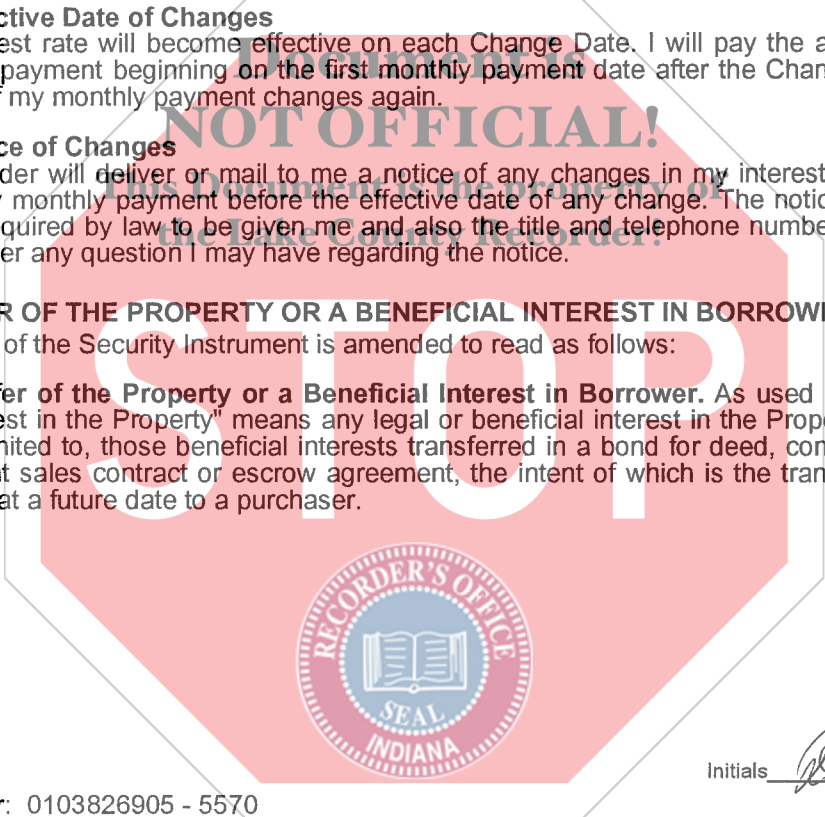 ctive Date of Changes
est rate will become effective on each Change Date. I will pay the a
payment beginning on the first monthly payment date after the Chan
my monthly payment changes again.
Document is
NOT OFFICIAL!
This Document is the property of
the Lake County Recorder!
ce of Changes
der will deliver or mail to me a notice of any changes in my interest
monthly payment before the effective date of any change. The notic
quired by law to be given me and also the title and telephone numbe
er any question I may have regarding the notice.
R OF THE PROPERTY OR A BENEFICIAL INTEREST IN BORROW
of the Security Instrument is amended to read as follows:
STOP
fer of the Property or a Beneficial Interest in Borrower. As used
est in the Property" means any legal or beneficial interest in the Prop
nited to, those beneficial interests transferred in a bond for deed, con
t sales contract or escrow agreement, the intent of which is the tran
at a future date to a purchaser.
RECORDER'S OFFICE
SEAL
INDIANA
Initials
r: 0103826905 - 5570